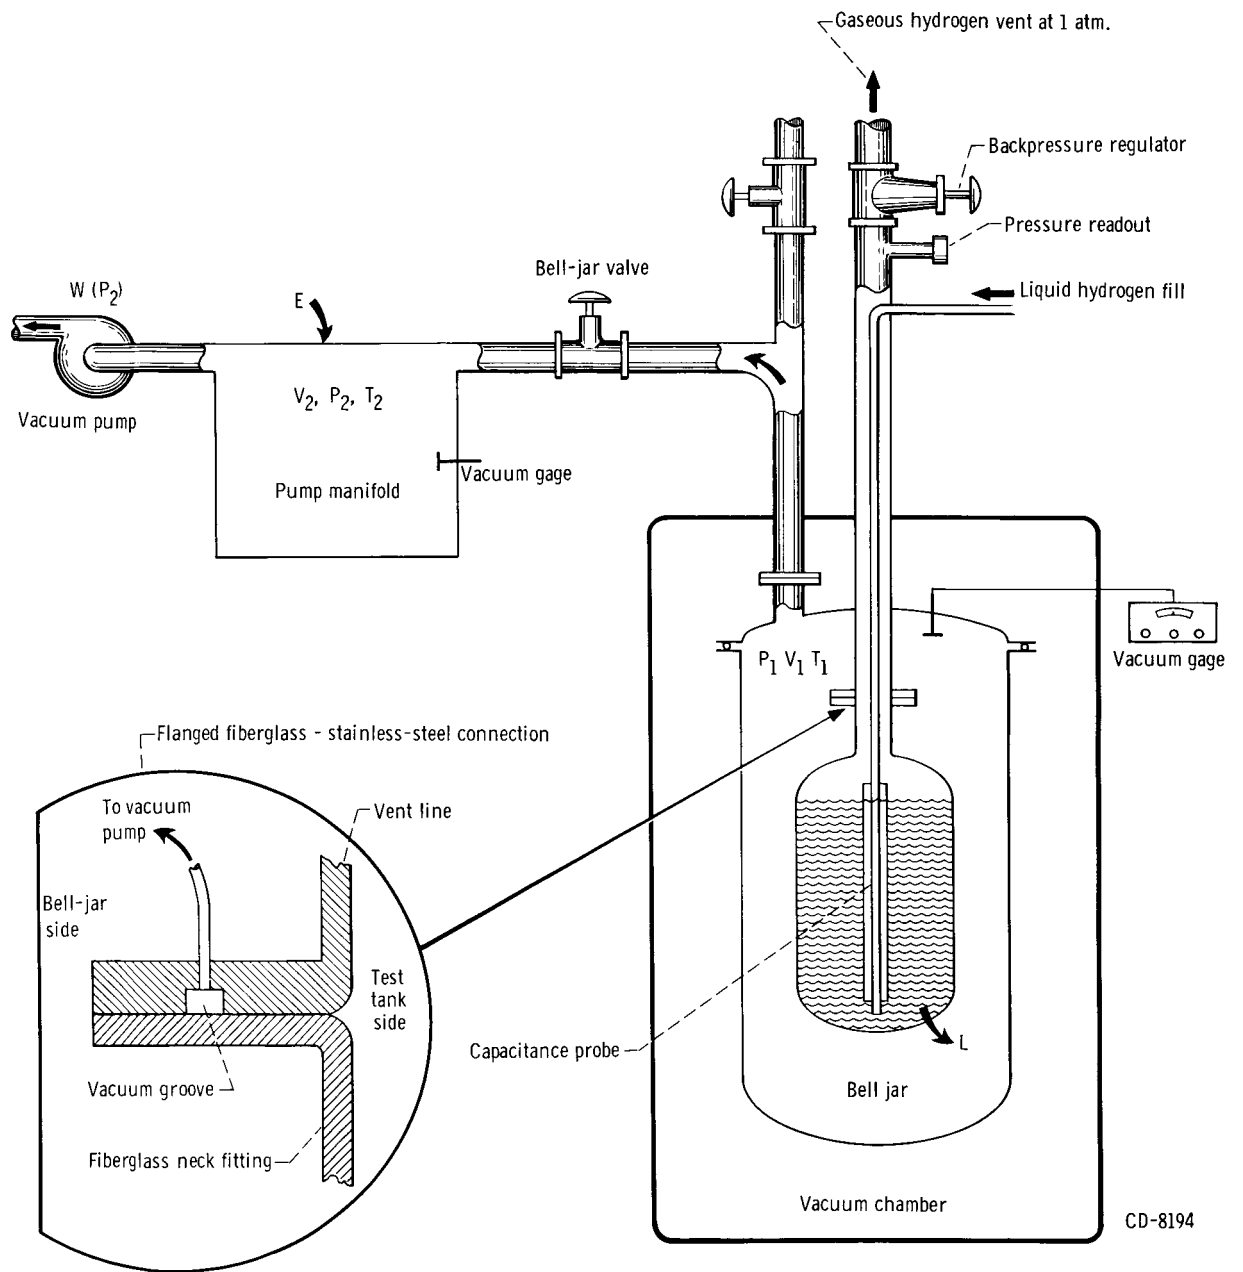 Gaseous hydrogen vent at 1 atm.
Backpressure regulator
Pressure readout
Bell-jar valve
Liquid hydrogen fill
W (P2)
E
V2, P2, T2
Vacuum pump
Vacuum gage
Pump manifold
P1 V1 T1
Vacuum gage
Flanged fiberglass - stainless-steel connection
To vacuum
pump
Vent line
Bell-jar
side
Test
tank
side
Capacitance probe
L
Vacuum groove
Bell jar
Fiberglass neck fitting
Vacuum chamber
CD-8194